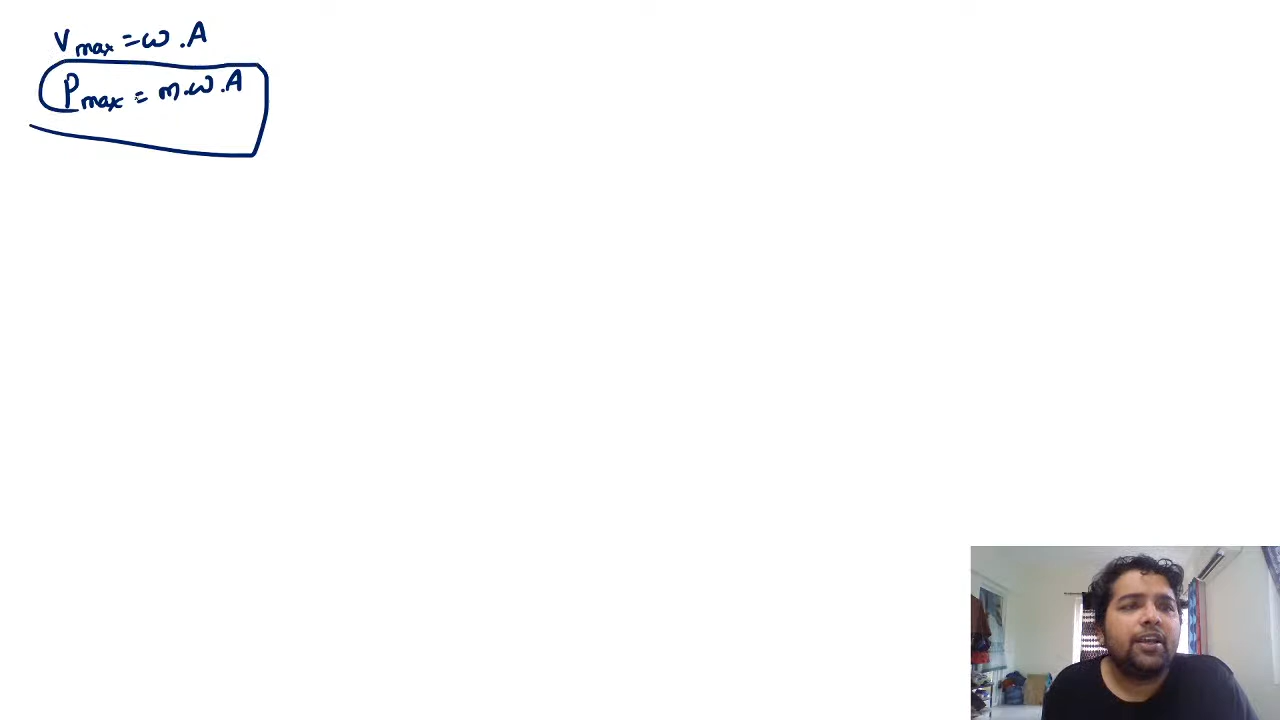 Vmax = ω . A
Pmax = m . ω . A